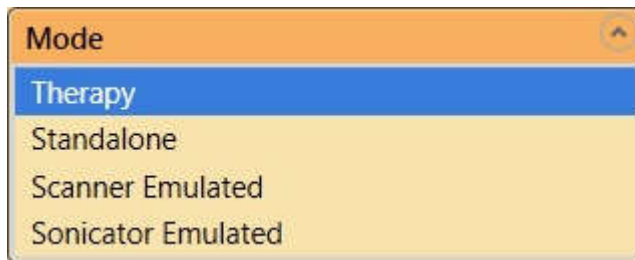 Mode
Therapy
Standalone
Scanner Emulated
Sonicator Emulated